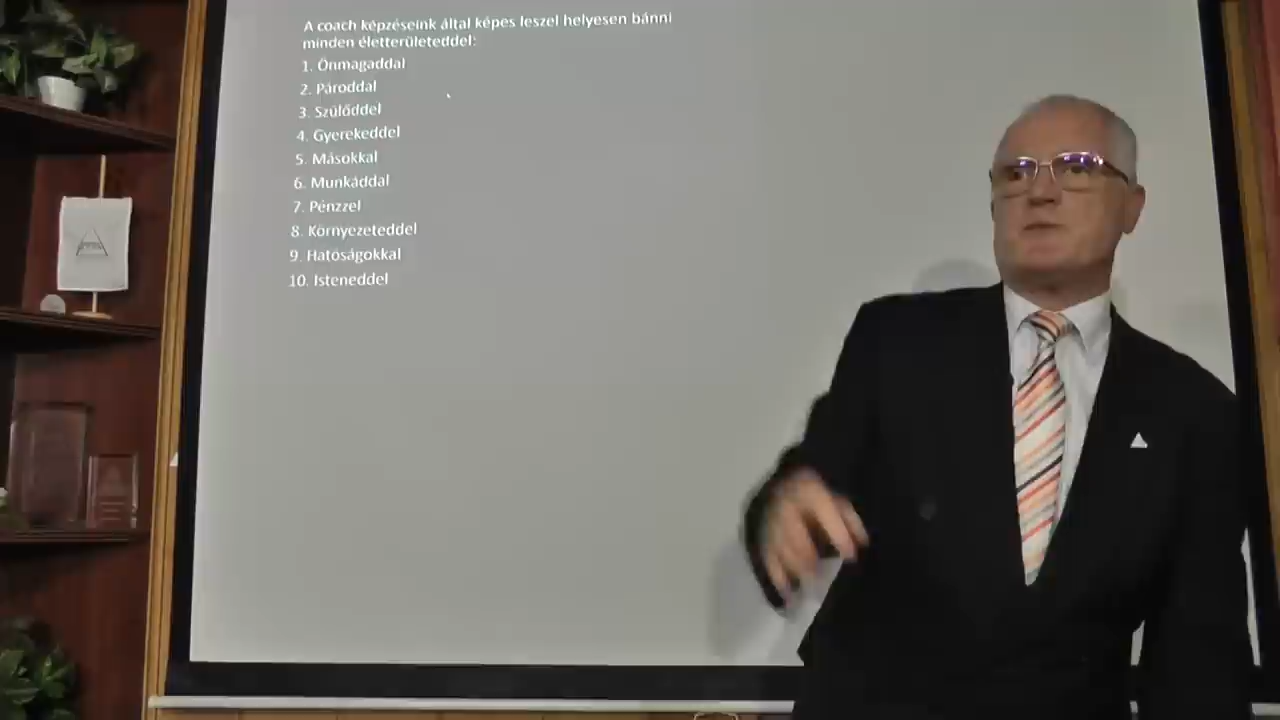 A coach képzéseink által képes leszel helyesen bánni
minden életterületeddel:
1. Önmagaddal
2. Pároddal
3. Szülőddel
4. Gyerekeddel
5. Másokkal
6. Munkáddal
7. Pénzzel
8. Környezeteddel
9. Hatóságokkal
10. Isteneddel